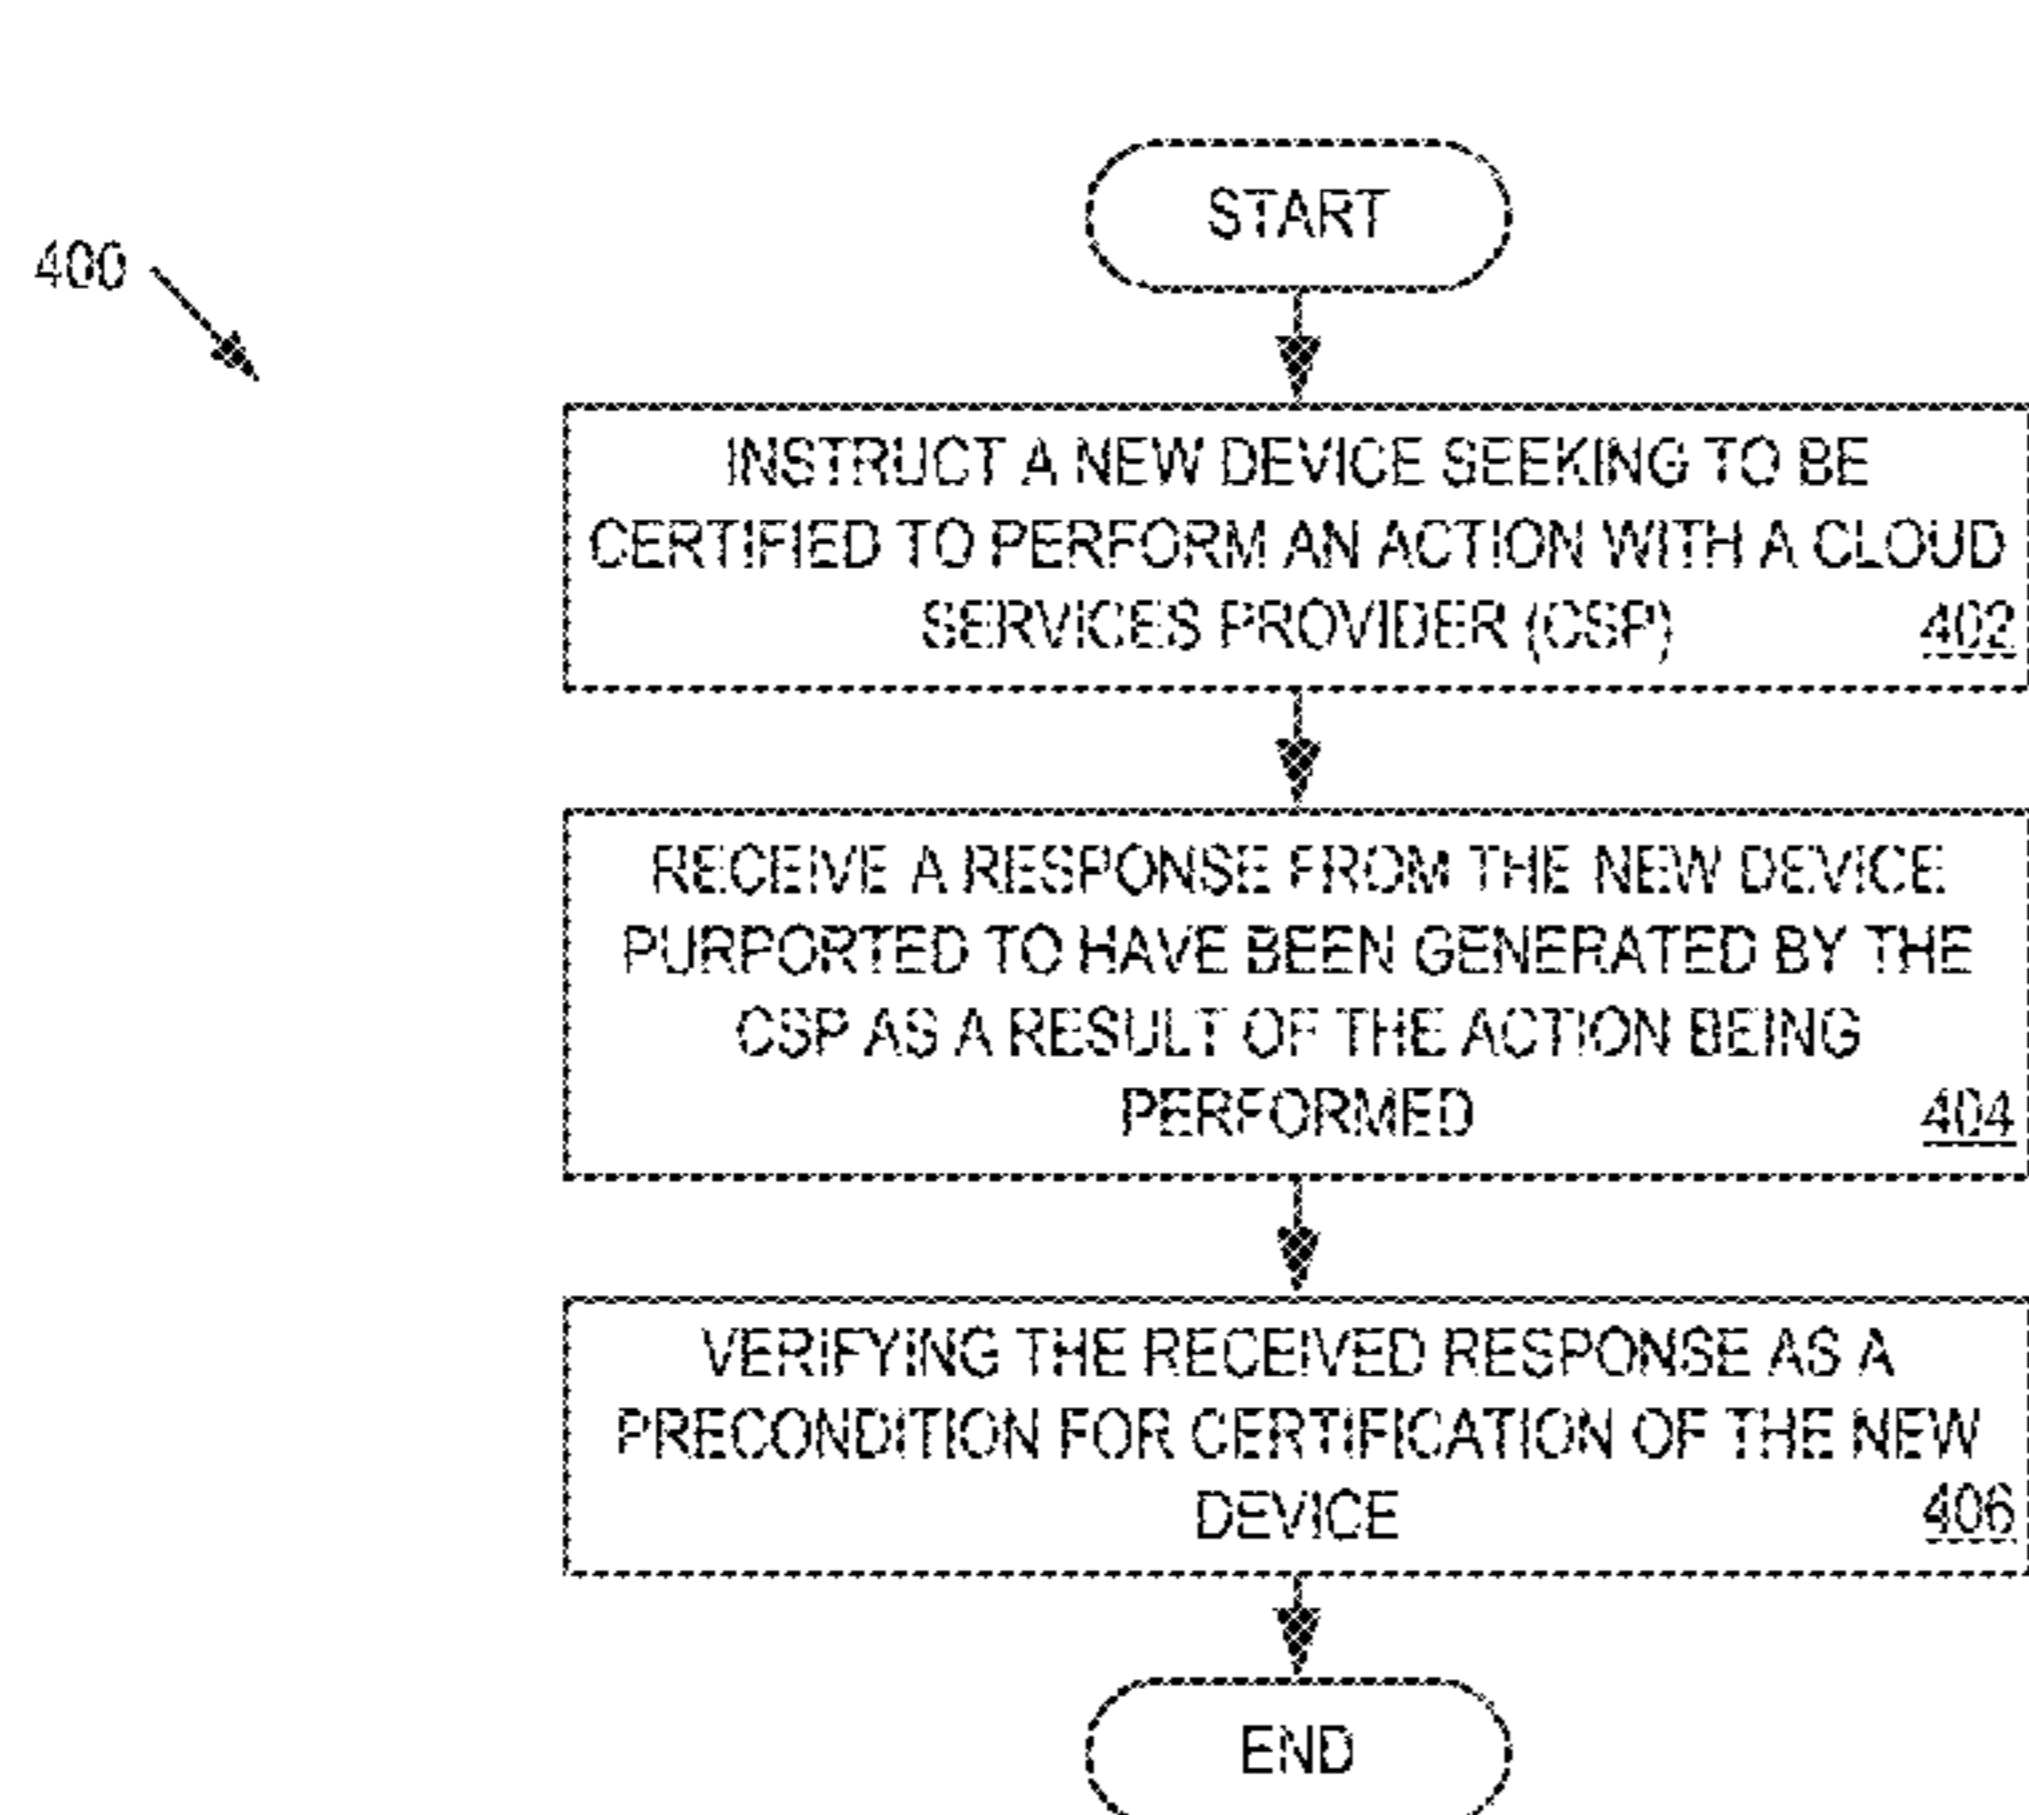 START
400
INSTRUCT A NEW DEVICE SEEKING TO BE
CERTIFIED TO PERFORM AN ACTION WITH A CLOUD
SERVICES PROVIDER (CSP)
402
RECEIVE A RESPONSE FROM THE NEW DEVICE
PURPORTED TO HAVE BEEN GENERATED BY THE
CSP AS A RESULT OF THE ACTION BEING
PERFORMED
404
VERIFYING THE RECEIVED RESPONSE AS A
PRECONDITION FOR CERTIFICATION OF THE NEW
DEVICE
406
END